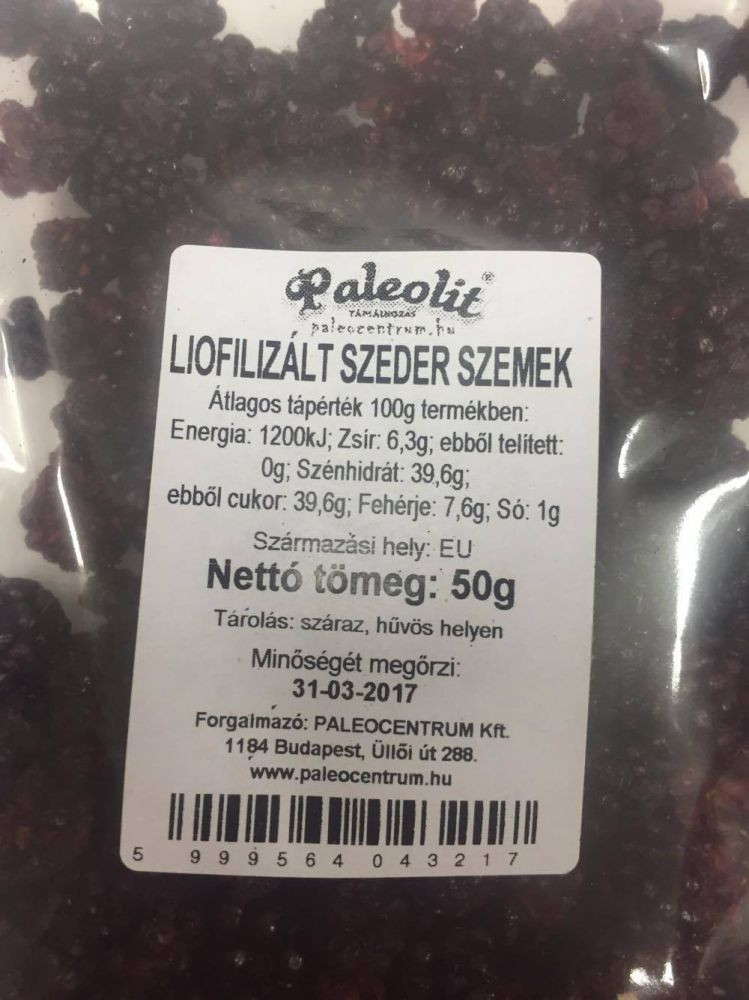 Paleolit®
TÁPLÁLKOZÁS
paleocentrum.hu
LIOFILIZÁLT SZEDER SZEMEK
Átlagos tápérték 100g termékben:
Energia: 1200kJ; Zsír: 6,3g; ebből telített:
0g; Szénhidrát: 39,6g;
ebből cukor: 39,6g; Fehérje: 7,6g; Só: 1g
Származási hely: EU
Nettó tömeg: 50g
Tárolás: száraz, hűvös helyen
Minőségét megőrzi:
31-03-2017
Forgalmazó: PALEOCENTRUM Kft.
1184 Budapest, Üllői út 288.
www.paleocentrum.hu
5 999564 043217